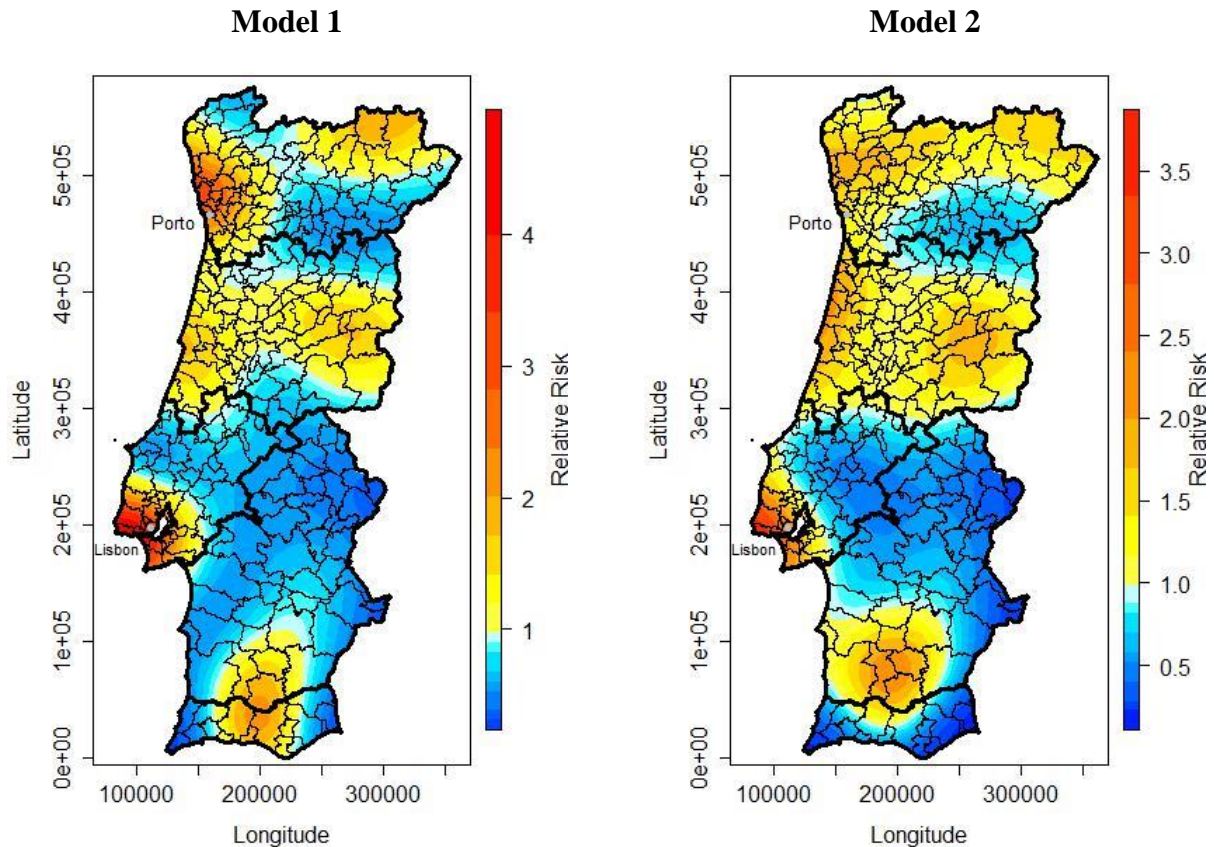 Model 1
Model 2
Porto
Lisbon
Latitude
0e+00
1e+05
2e+05
3e+05
4e+05
5e+05
100000
200000
300000
Longitude
4
3
2
1
Relative Risk
Porto
Lisbon
Latitude
0e+00
1e+05
2e+05
3e+05
4e+05
5e+05
100000
200000
300000
Longitude
3.5
3.0
2.5
2.0
1.5
1.0
0.5
Relative Risk